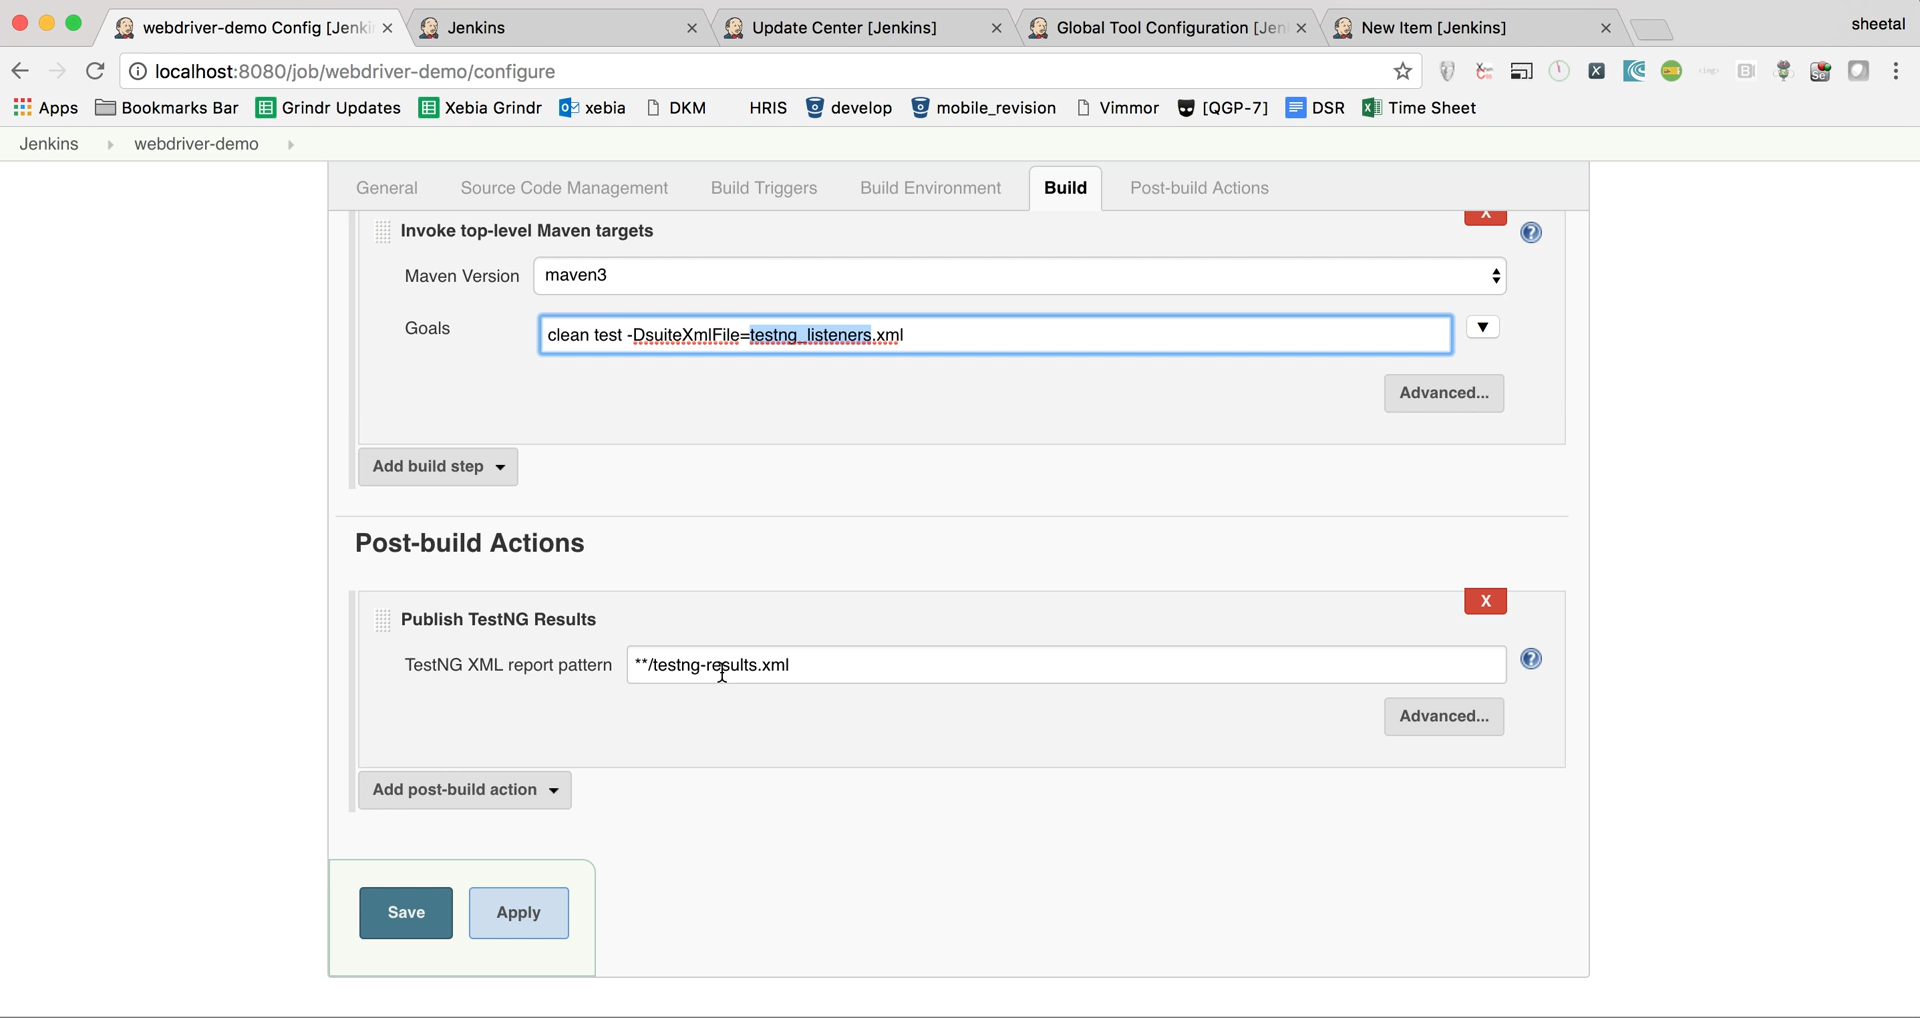 webdriver-demo Config [Jenki
Jenkins
Update Center [Jenkins]
Global Tool Configuration [Jen
New Item [Jenkins]
sheetal
localhost:8080/job/webdriver-demo/configure
Apps
Bookmarks Bar
Grindr Updates
Xebia Grindr
xebia
DKM
HRIS
develop
mobile_revision
Vimmor
[QGP-7]
DSR
Time Sheet
Jenkins
webdriver-demo
General
Source Code Management
Build Triggers
Build Environment
Build
Post-build Actions
X
Invoke top-level Maven targets
?
Maven Version
maven3
Goals
clean test -DsuiteXmlFile=testng_listeners.xml
Advanced...
Add build step
Post-build Actions
X
Publish TestNG Results
TestNG XML report pattern
**/testng-results.xml
?
Advanced...
Add post-build action
Save
Apply